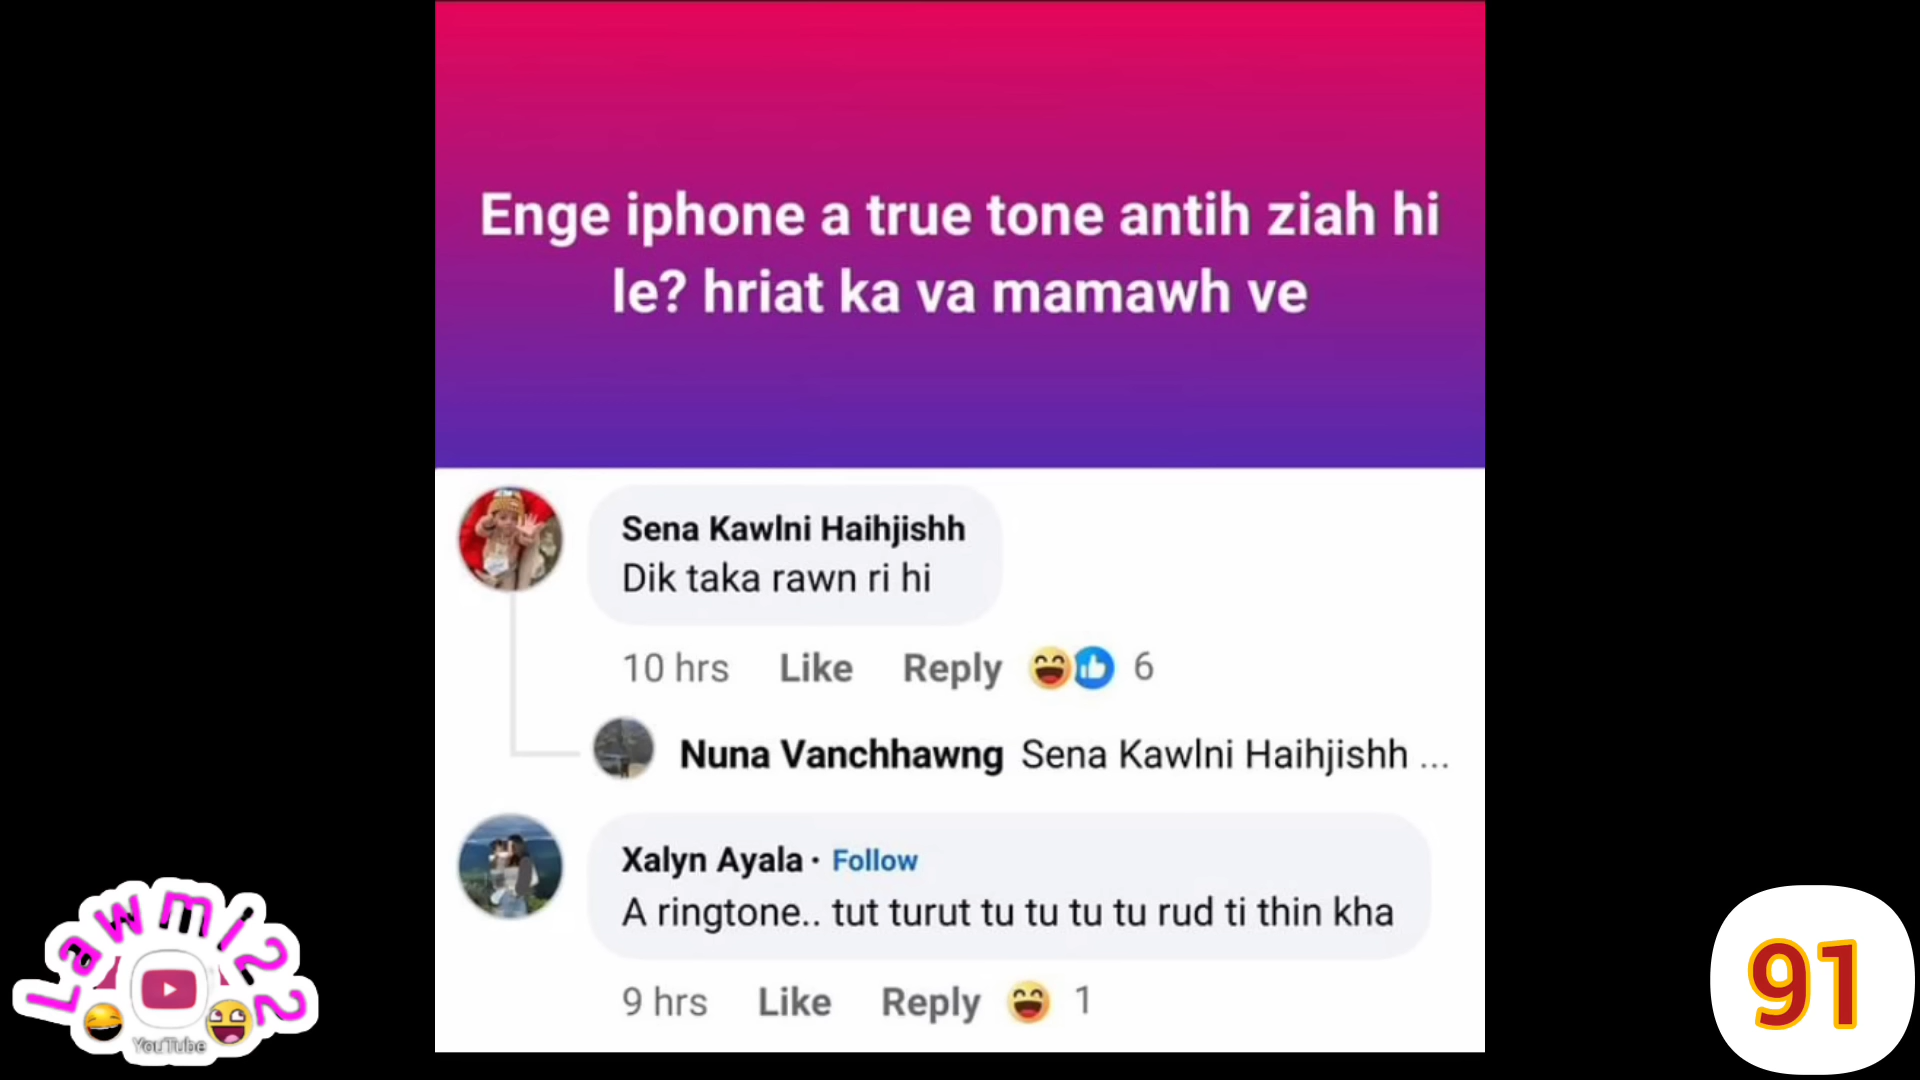 Enge iphone a true tone antih ziah hi
le? hriat ka va mamawh ve
Sena Kawlni Haihjishh
Dik taka rawn ri hi
10 hrs Like Reply 6
Nuna Vanchhawng Sena Kawlni Haihjishh ...
Xalyn Ayala · Follow
A ringtone.. tut turut tu tu tu tu rud ti thin kha
9 hrs Like Reply 1
Lawmi22
YouTube
91